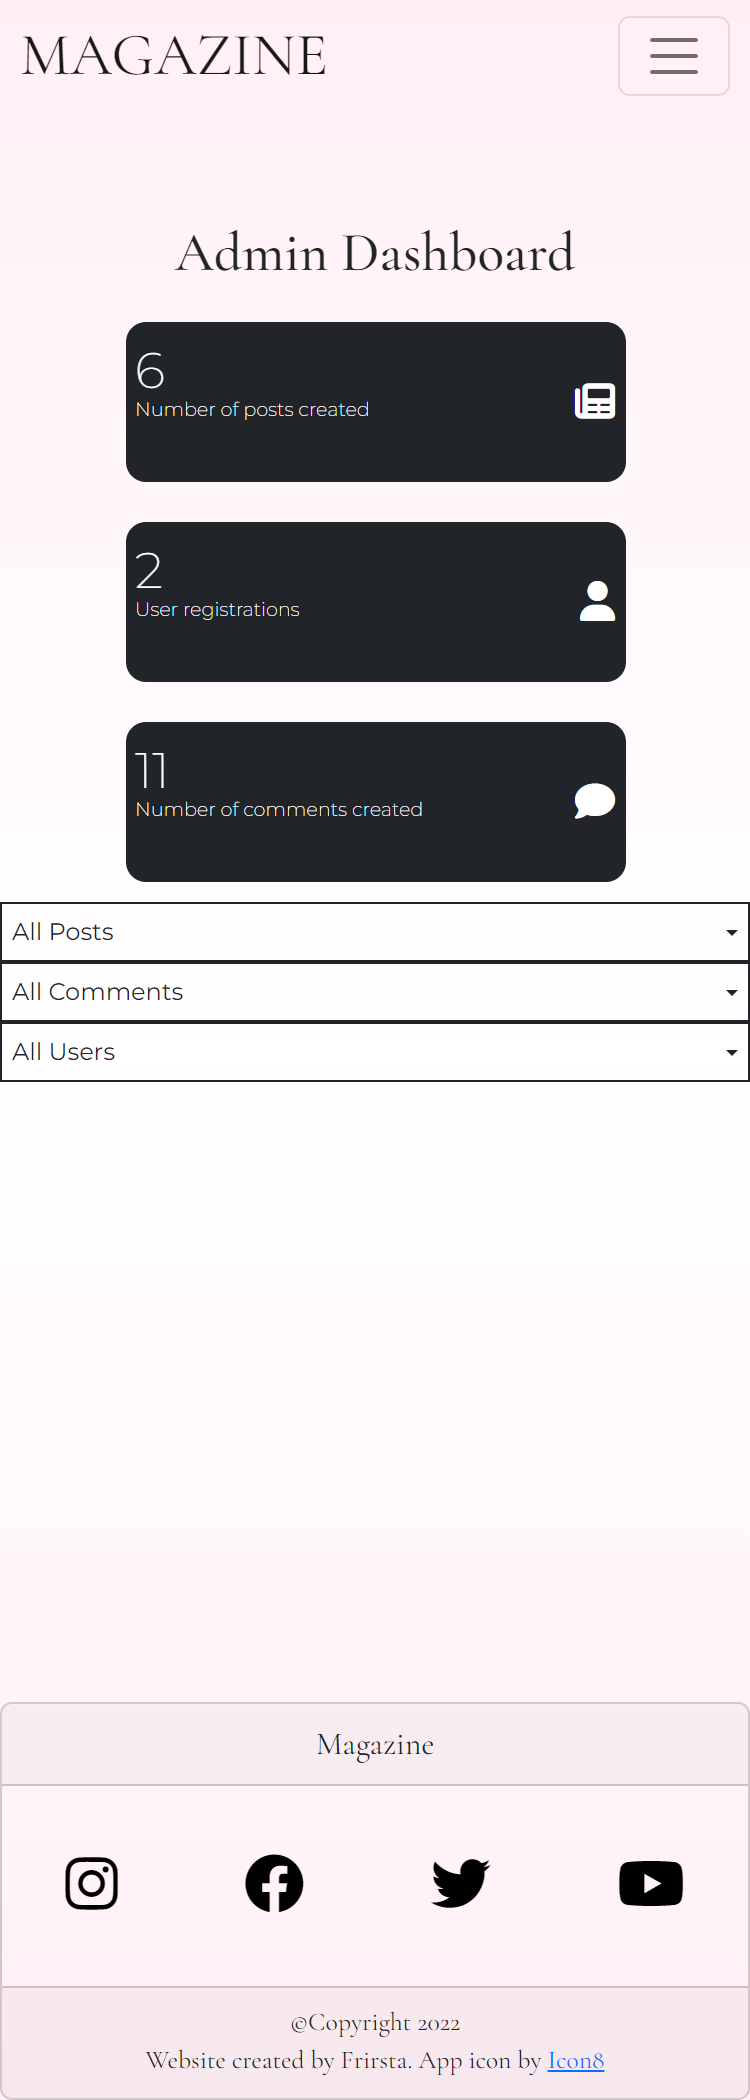 MAGAZINE
Admin Dashboard
6
Number of posts created
2
User registrations
11
Number of comments created
All Posts
All Comments
All Users
Magazine
©Copyright 2022
Website created by Frirsta. App icon by Icon8